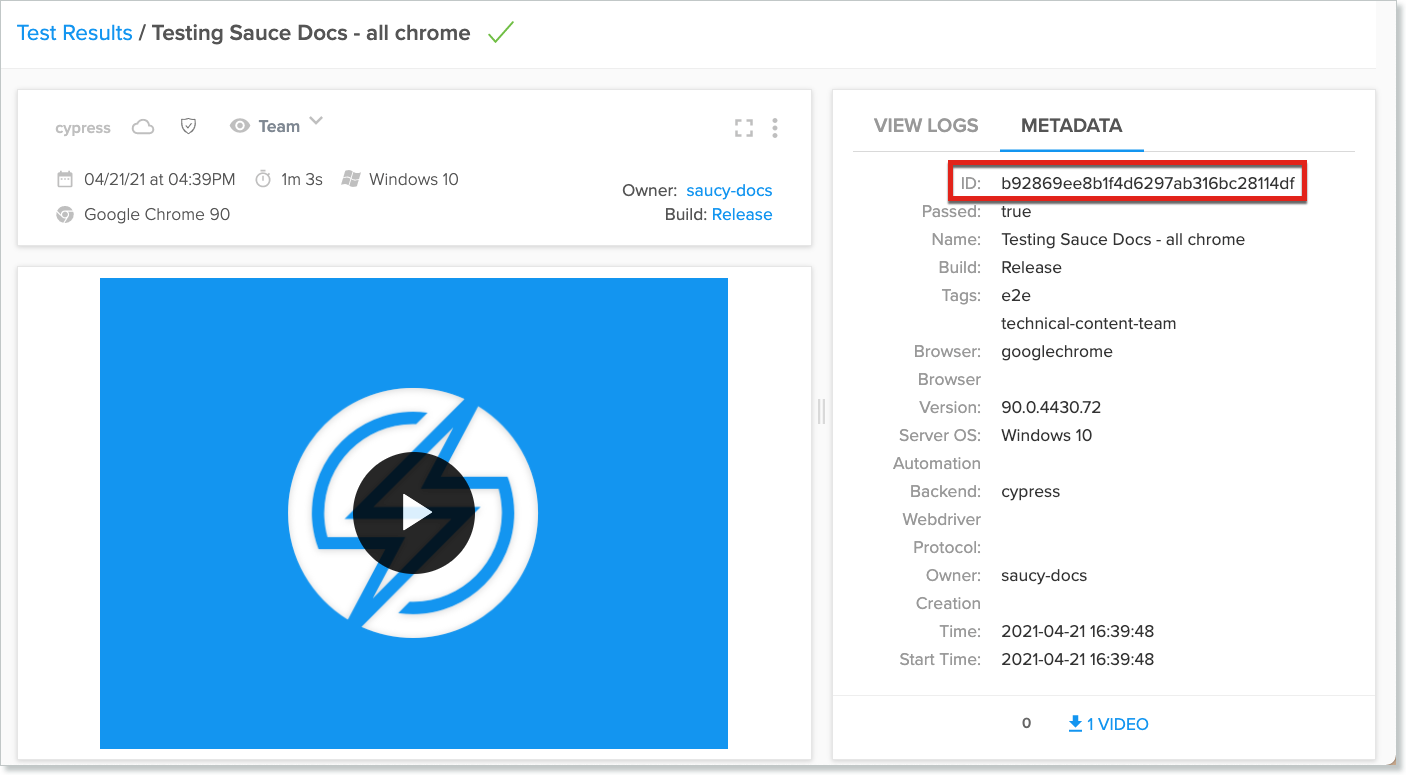 Test Results / Testing Sauce Docs - all chrome
cypress
Team
04/21/21 at 04:39PM
1m 3s
Windows 10
Google Chrome 90
Owner: saucy-docs
Build: Release
VIEW LOGS
METADATA
ID: b92869ee8b1f4d6297ab316bc28114df
Passed: true
Name: Testing Sauce Docs - all chrome
Build: Release
Tags: e2e
technical-content-team
Browser: googlechrome
Browser
Version: 90.0.4430.72
Server OS: Windows 10
Automation
Backend: cypress
Webdriver
Protocol:
Owner: saucy-docs
Creation
Time: 2021-04-21 16:39:48
Start Time: 2021-04-21 16:39:48
0
1 VIDEO